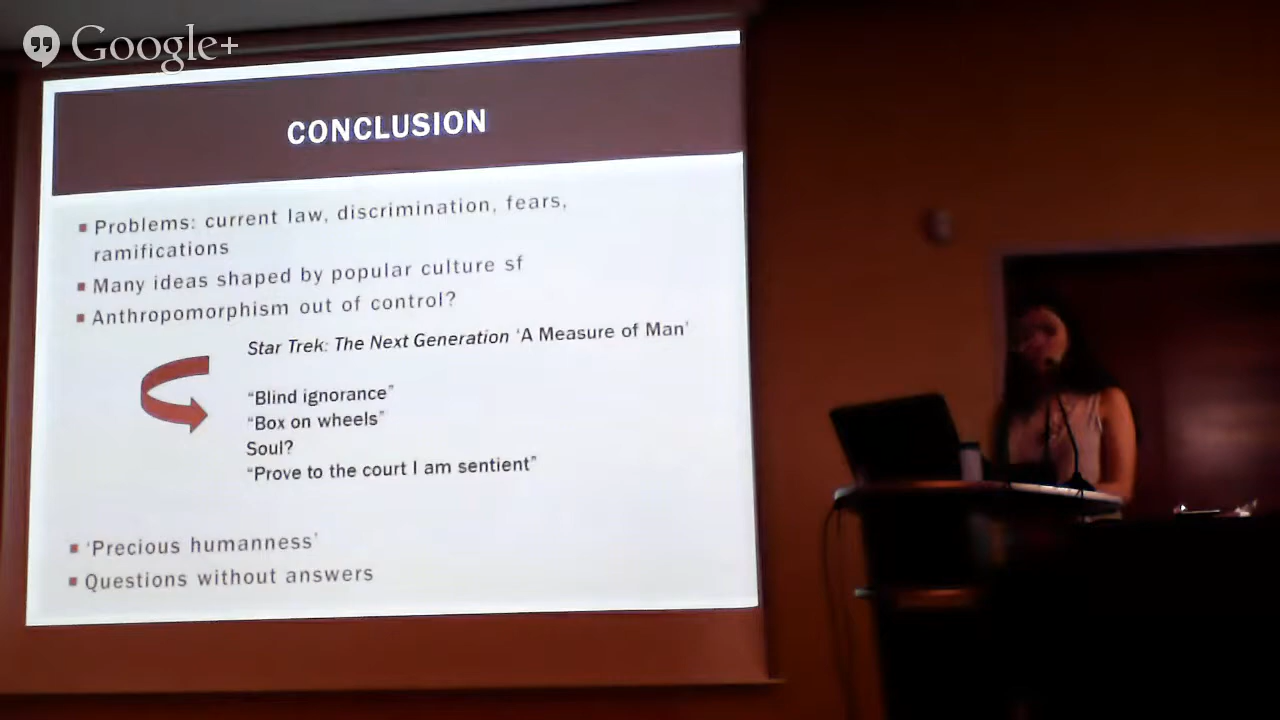 Google+
CONCLUSION
▪ Problems: current law, discrimination, fears,
ramifications
▪ Many ideas shaped by popular culture sf
▪ Anthropomorphism out of control?
Star Trek: The Next Generation ‘A Measure of Man’
“Blind ignorance”
“Box on wheels”
Soul?
“Prove to the court I am sentient”
▪ ‘Precious humanness’
▪ Questions without answers